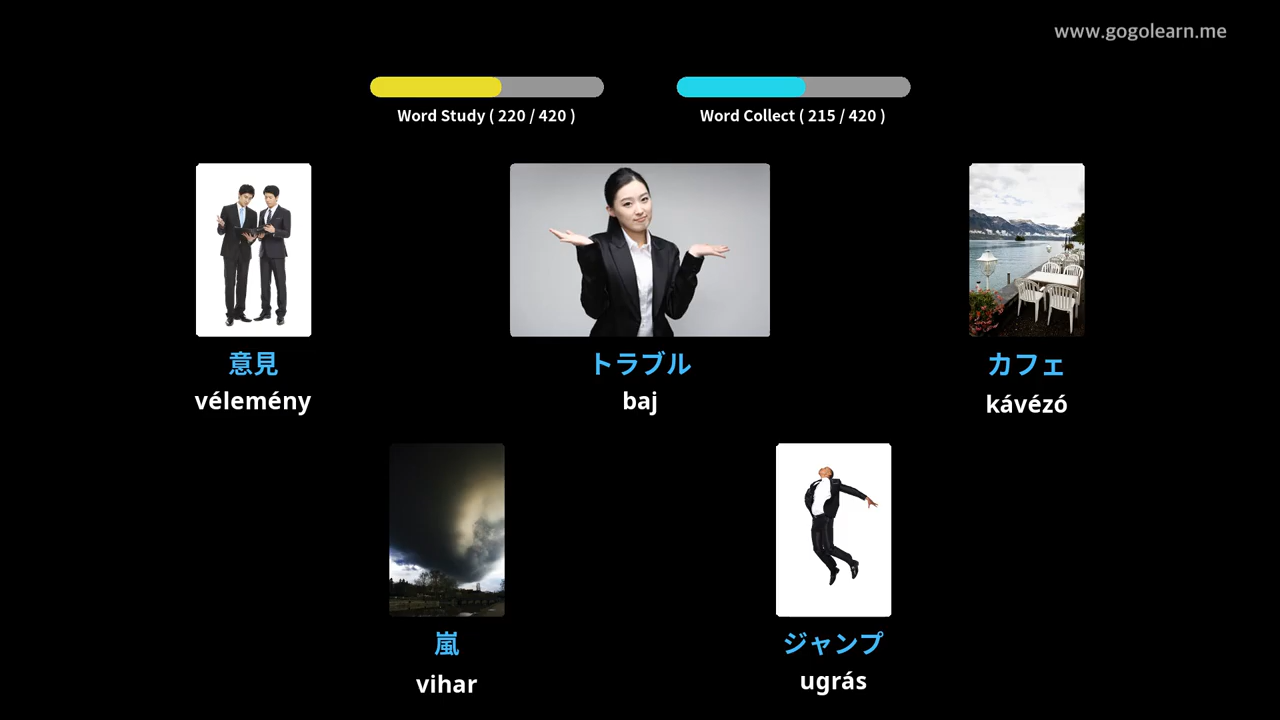 www.gogolearn.me
Word Study ( 220 / 420 )
Word Collect ( 215 / 420 )
意見
vélemény
トラブル
baj
カフェ
kávézó
嵐
vihar
ジャンプ
ugrás